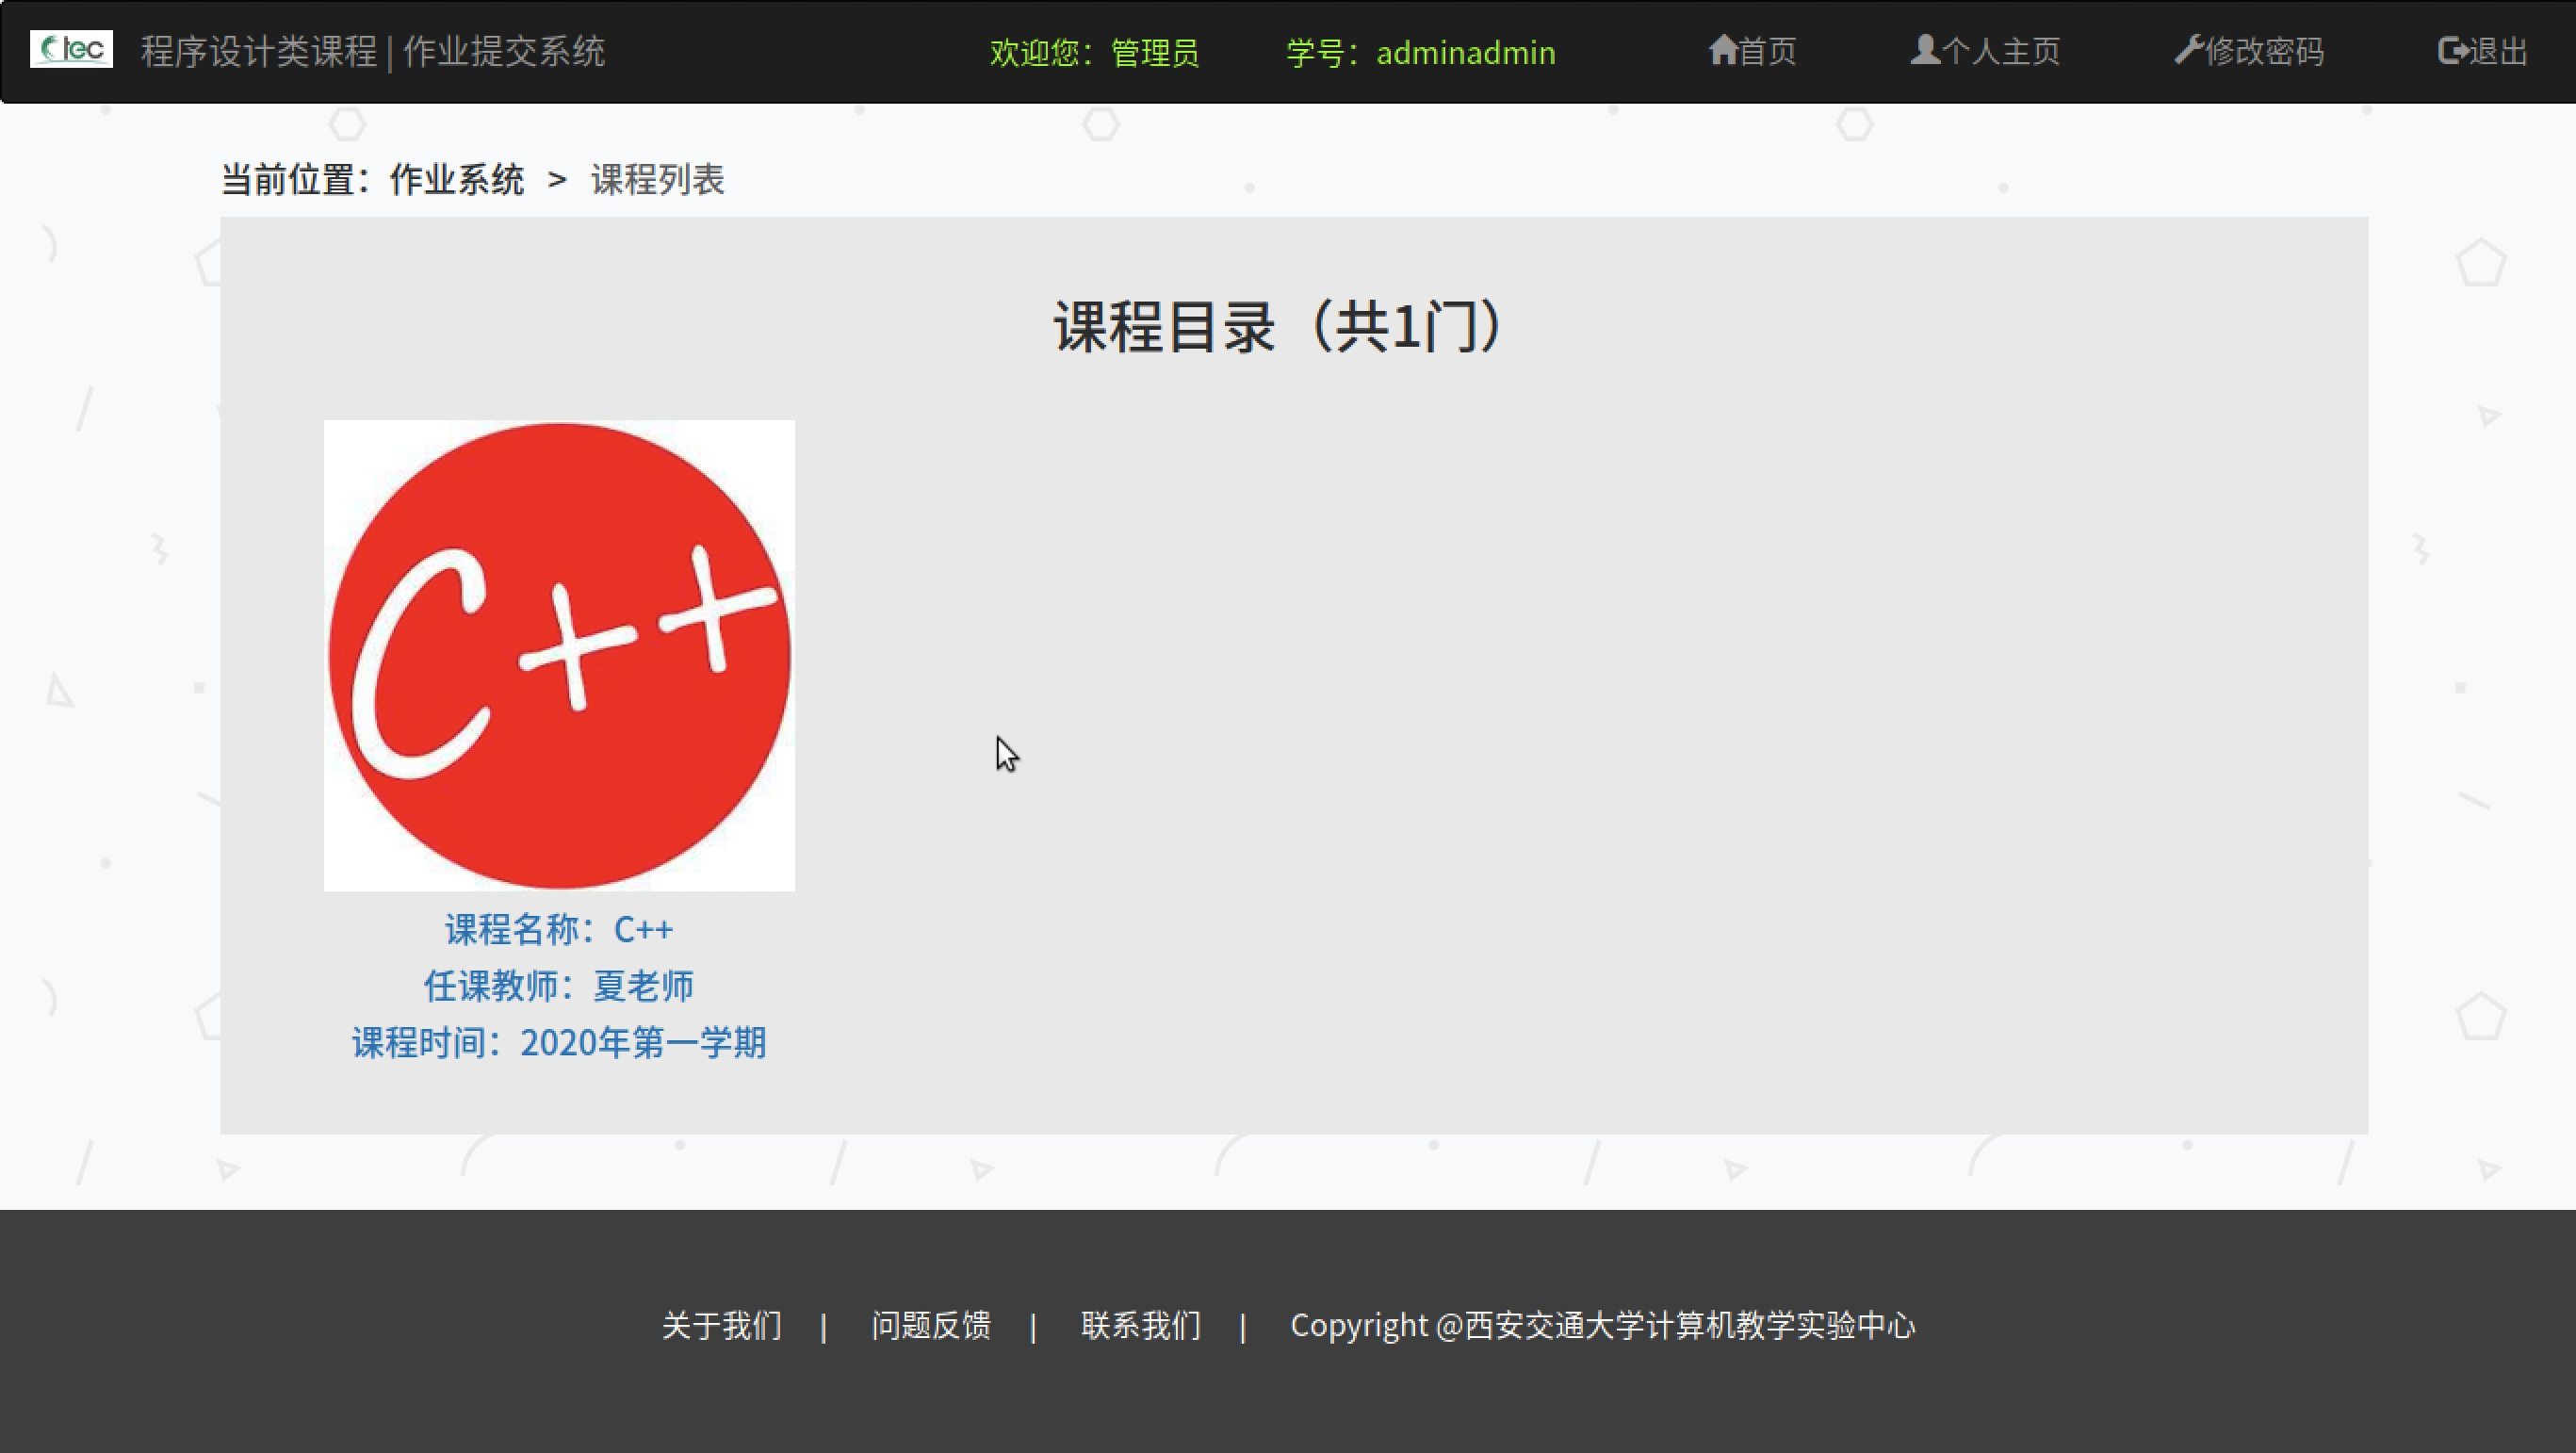 Ctec 程序设计类课程 | 作业提交系统 欢迎您：管理员 学号：adminadmin 首页 个人主页 修改密码 退出
当前位置：作业系统 > 课程列表
课程目录（共1门）
C++
课程名称：C++
任课教师：夏老师
课程时间：2020年第一学期
关于我们 | 问题反馈 | 联系我们 | Copyright @西安交通大学计算机教学实验中心